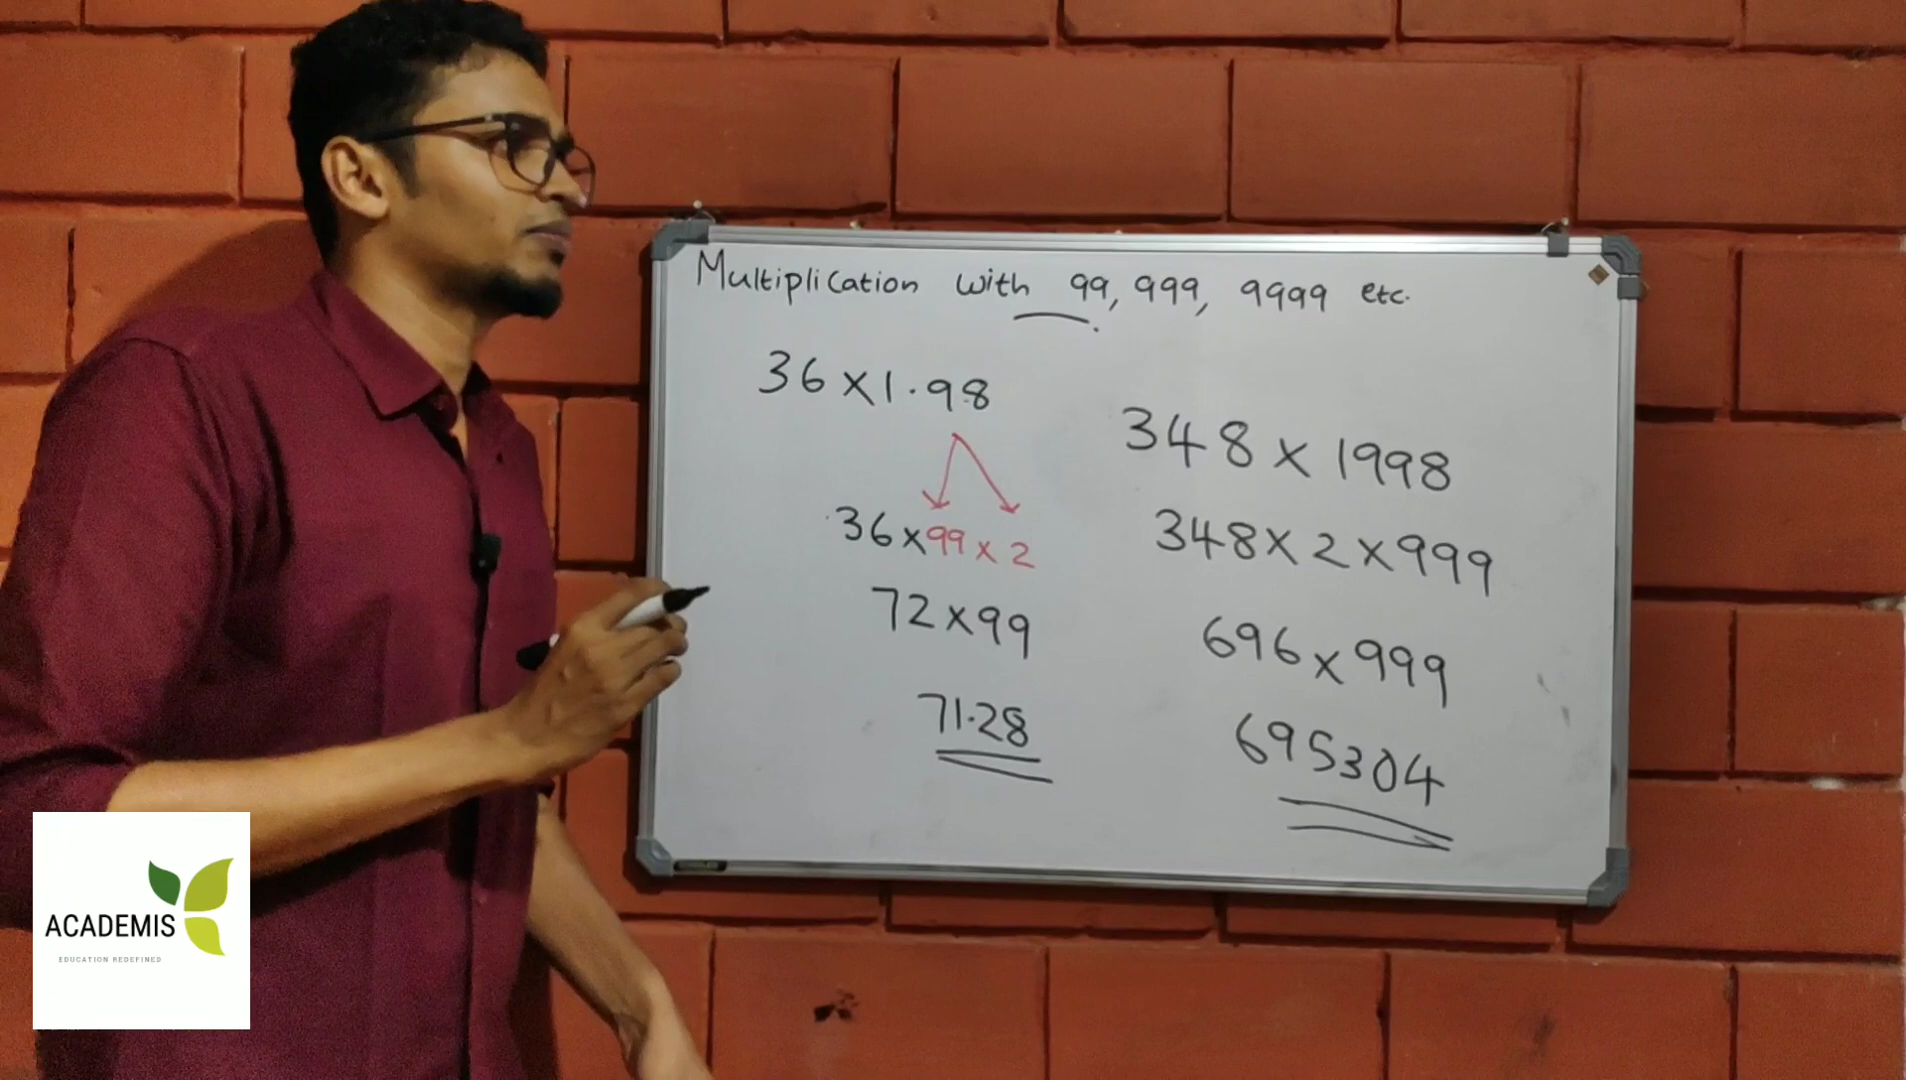 Multiplication with 99, 999, 9999 etc.
36 × 1.98
36 × 99 × 2
72 × 99
71.28
348 × 1998
348 × 2 × 999
696 × 999
695304
ACADEMIS
EDUCATION REDEFINED